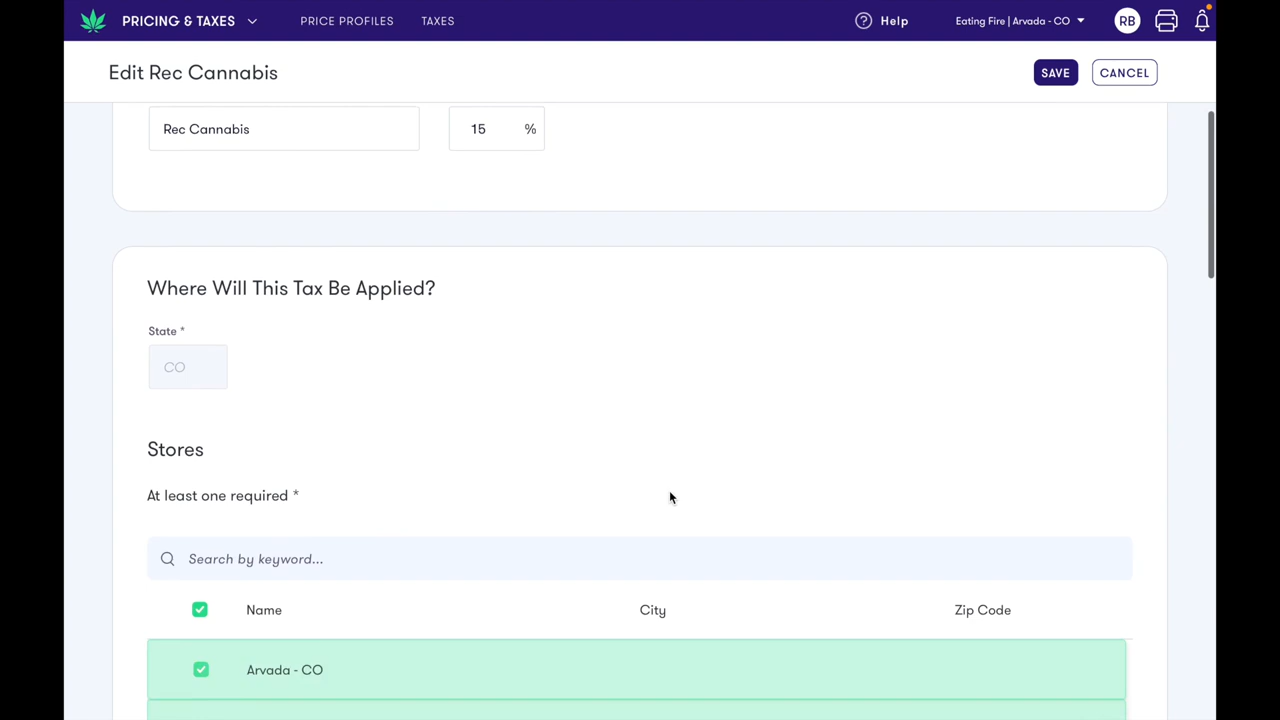 PRICING & TAXES PRICE PROFILES TAXES Help Eating Fire | Arvada - CO RB
Edit Rec Cannabis SAVE CANCEL
Rec Cannabis 15 %
Where Will This Tax Be Applied?
State *
CO
Stores
At least one required *
Search by keyword...
Name City Zip Code
Arvada - CO